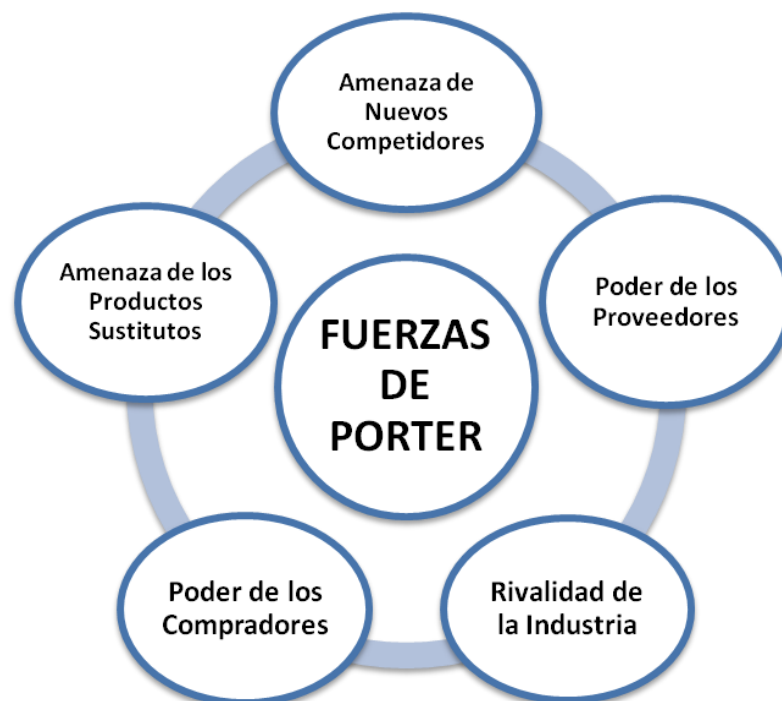 Amenaza de
Nuevos
Competidores
Amenaza de los
Productos
Sustitutos
Poder de los
Proveedores
FUERZAS
DE
PORTER
Poder de los
Compradores
Rivalidad de
la Industria